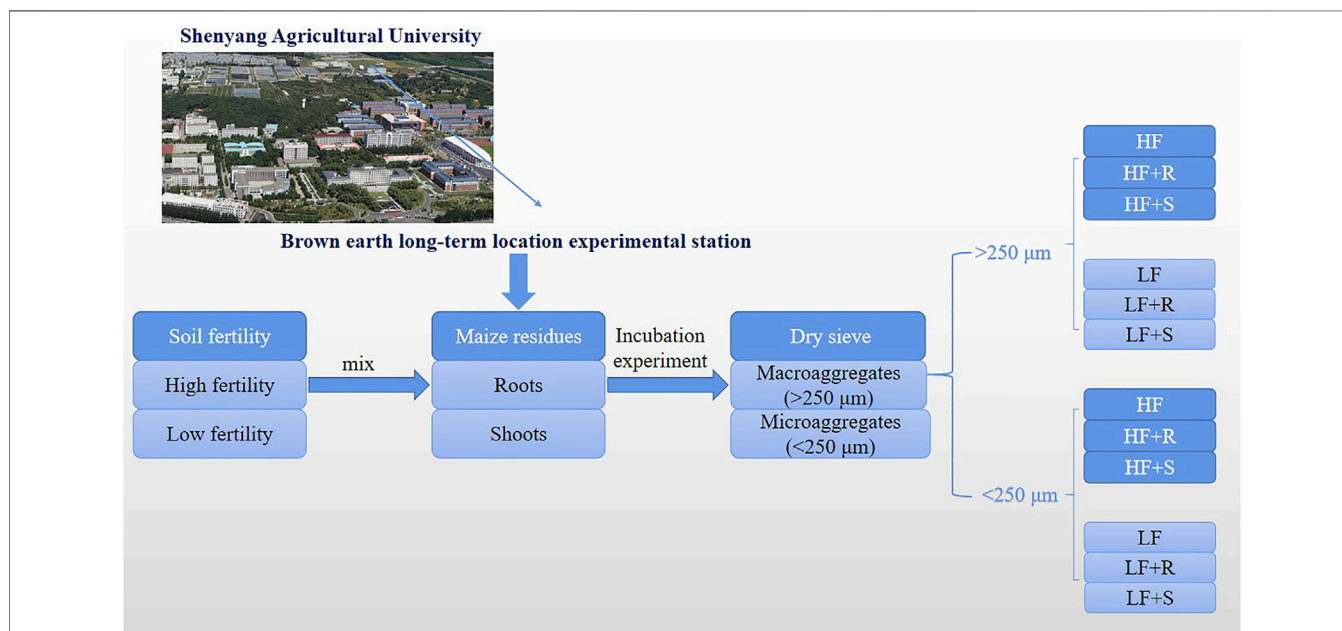 Shenyang Agricultural University
Brown earth long-term location experimental station
Soil fertility
High fertility
Low fertility
mix
Maize residues
Roots
Shoots
Incubation
experiment
Dry sieve
Macroaggregates
(>250 μm)
Microaggregates
(<250 μm)
>250 μm
HF
HF+R
HF+S
LF
LF+R
LF+S
<250 μm
HF
HF+R
HF+S
LF
LF+R
LF+S